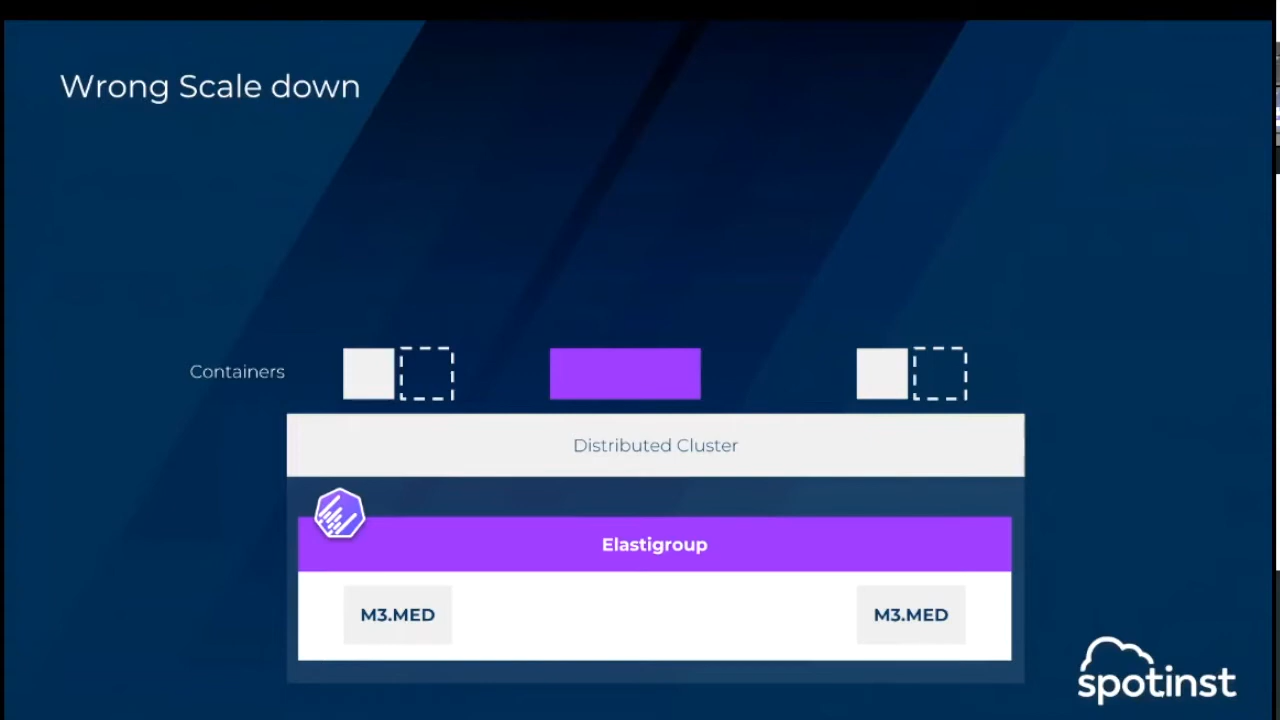 Wrong Scale down
Containers
Distributed Cluster
Elastigroup
M3.MED
M3.MED
spotinst